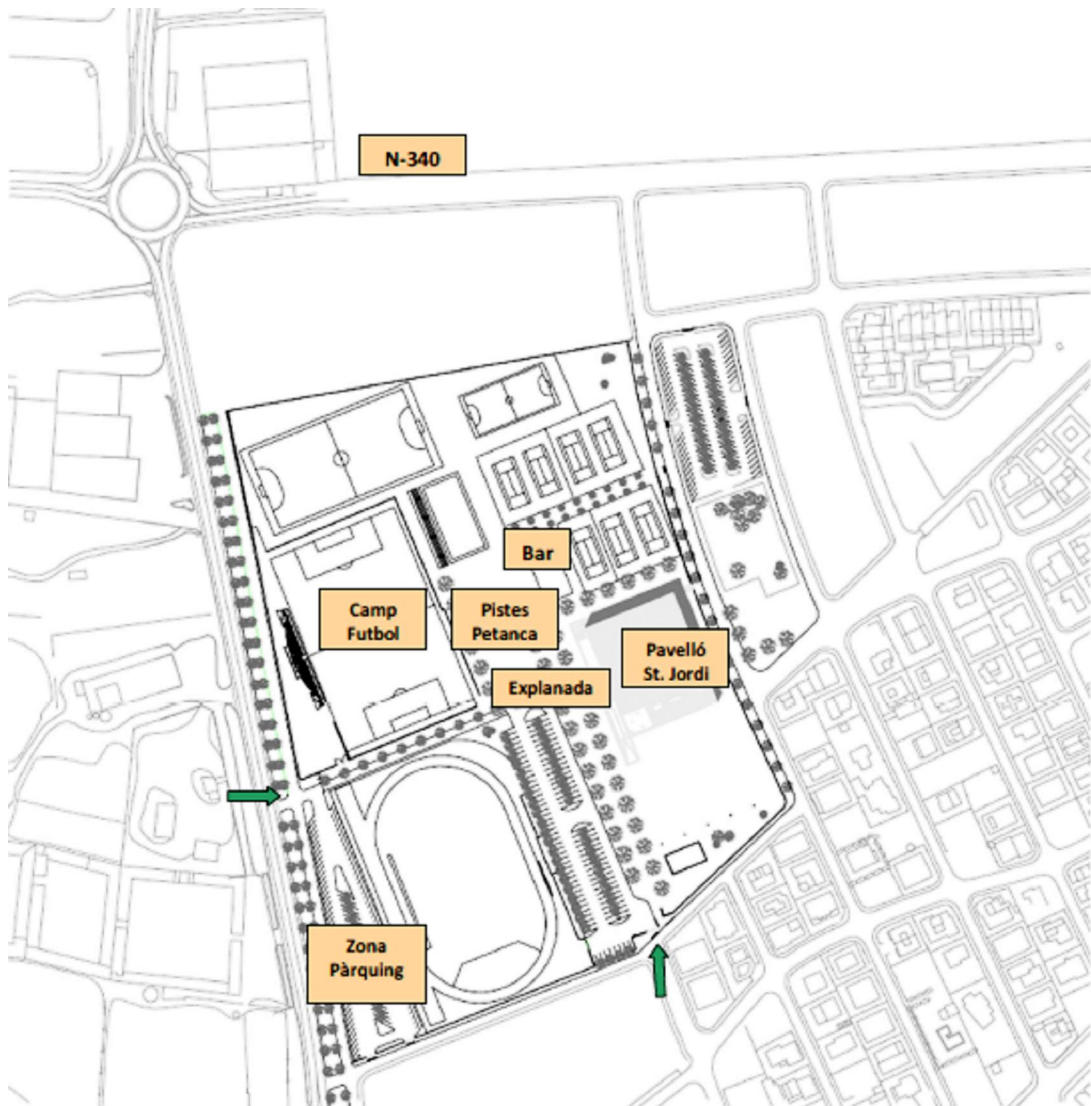 N-340
Bar
Camp
Futbol
Pistes
Petanca
Pavelló
St. Jordi
Explanada
Zona
Pàrquing